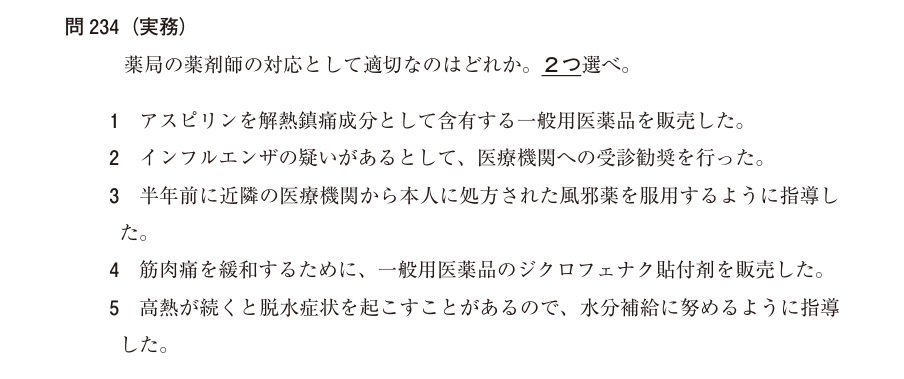 問 234（実務）
薬局の薬剤師の対応として適切なのはどれか。２つ選べ。
1　アスピリンを解熱鎮痛成分として含有する一般用医薬品を販売した。
2　インフルエンザの疑いがあるとして、医療機関への受診勧奨を行った。
3　半年前に近隣の医療機関から本人に処方された風邪薬を服用するように指導し
た。
4　筋肉痛を緩和するために、一般用医薬品のジクロフェナク貼付剤を販売した。
5　高熱が続くと脱水症状を起こすことがあるので、水分補給に努めるように指導
した。